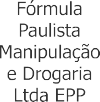 Fórmula
Paulista
Manipulação
e Drogaria
Ltda EPP